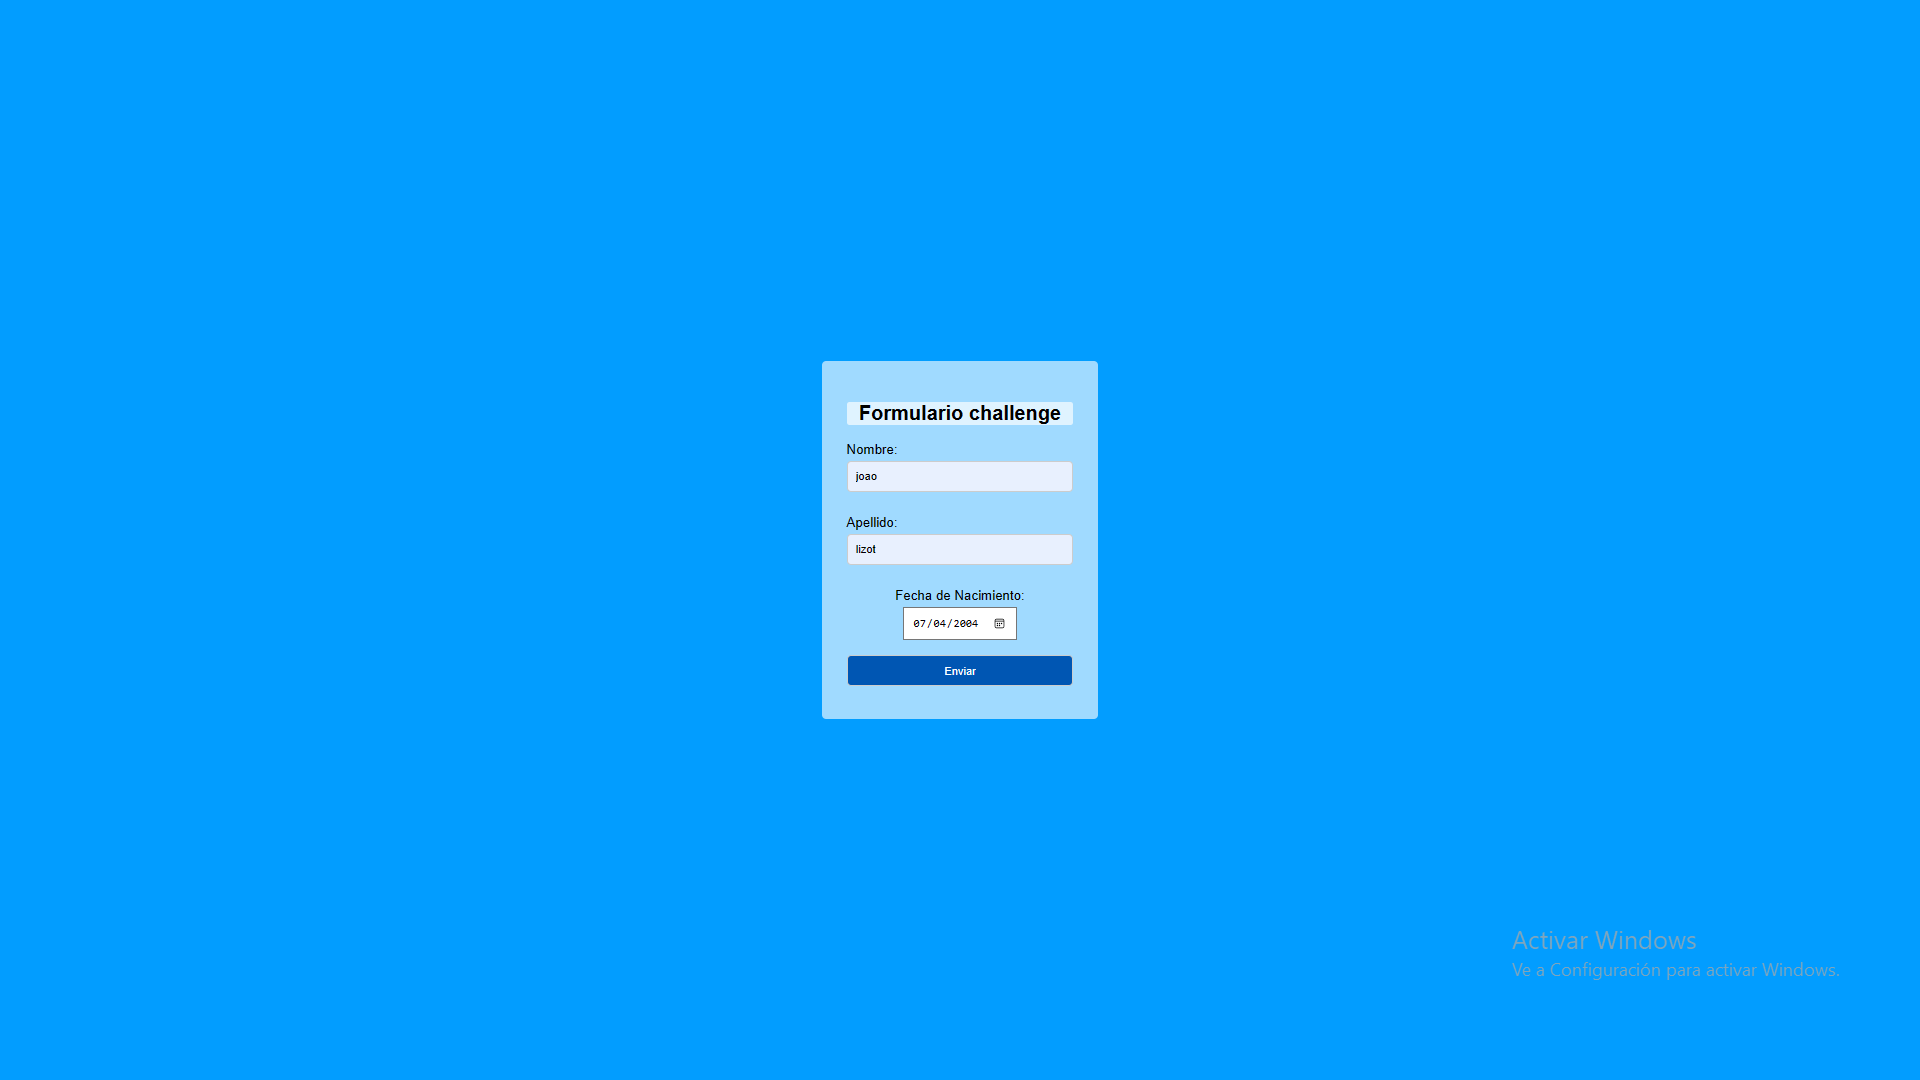 Formulario challenge
Nombre:
joao
Apellido:
lizot
Fecha de Nacimiento:
07/04/2004
Enviar
Activar Windows
Ve a Configuración para activar Windows.